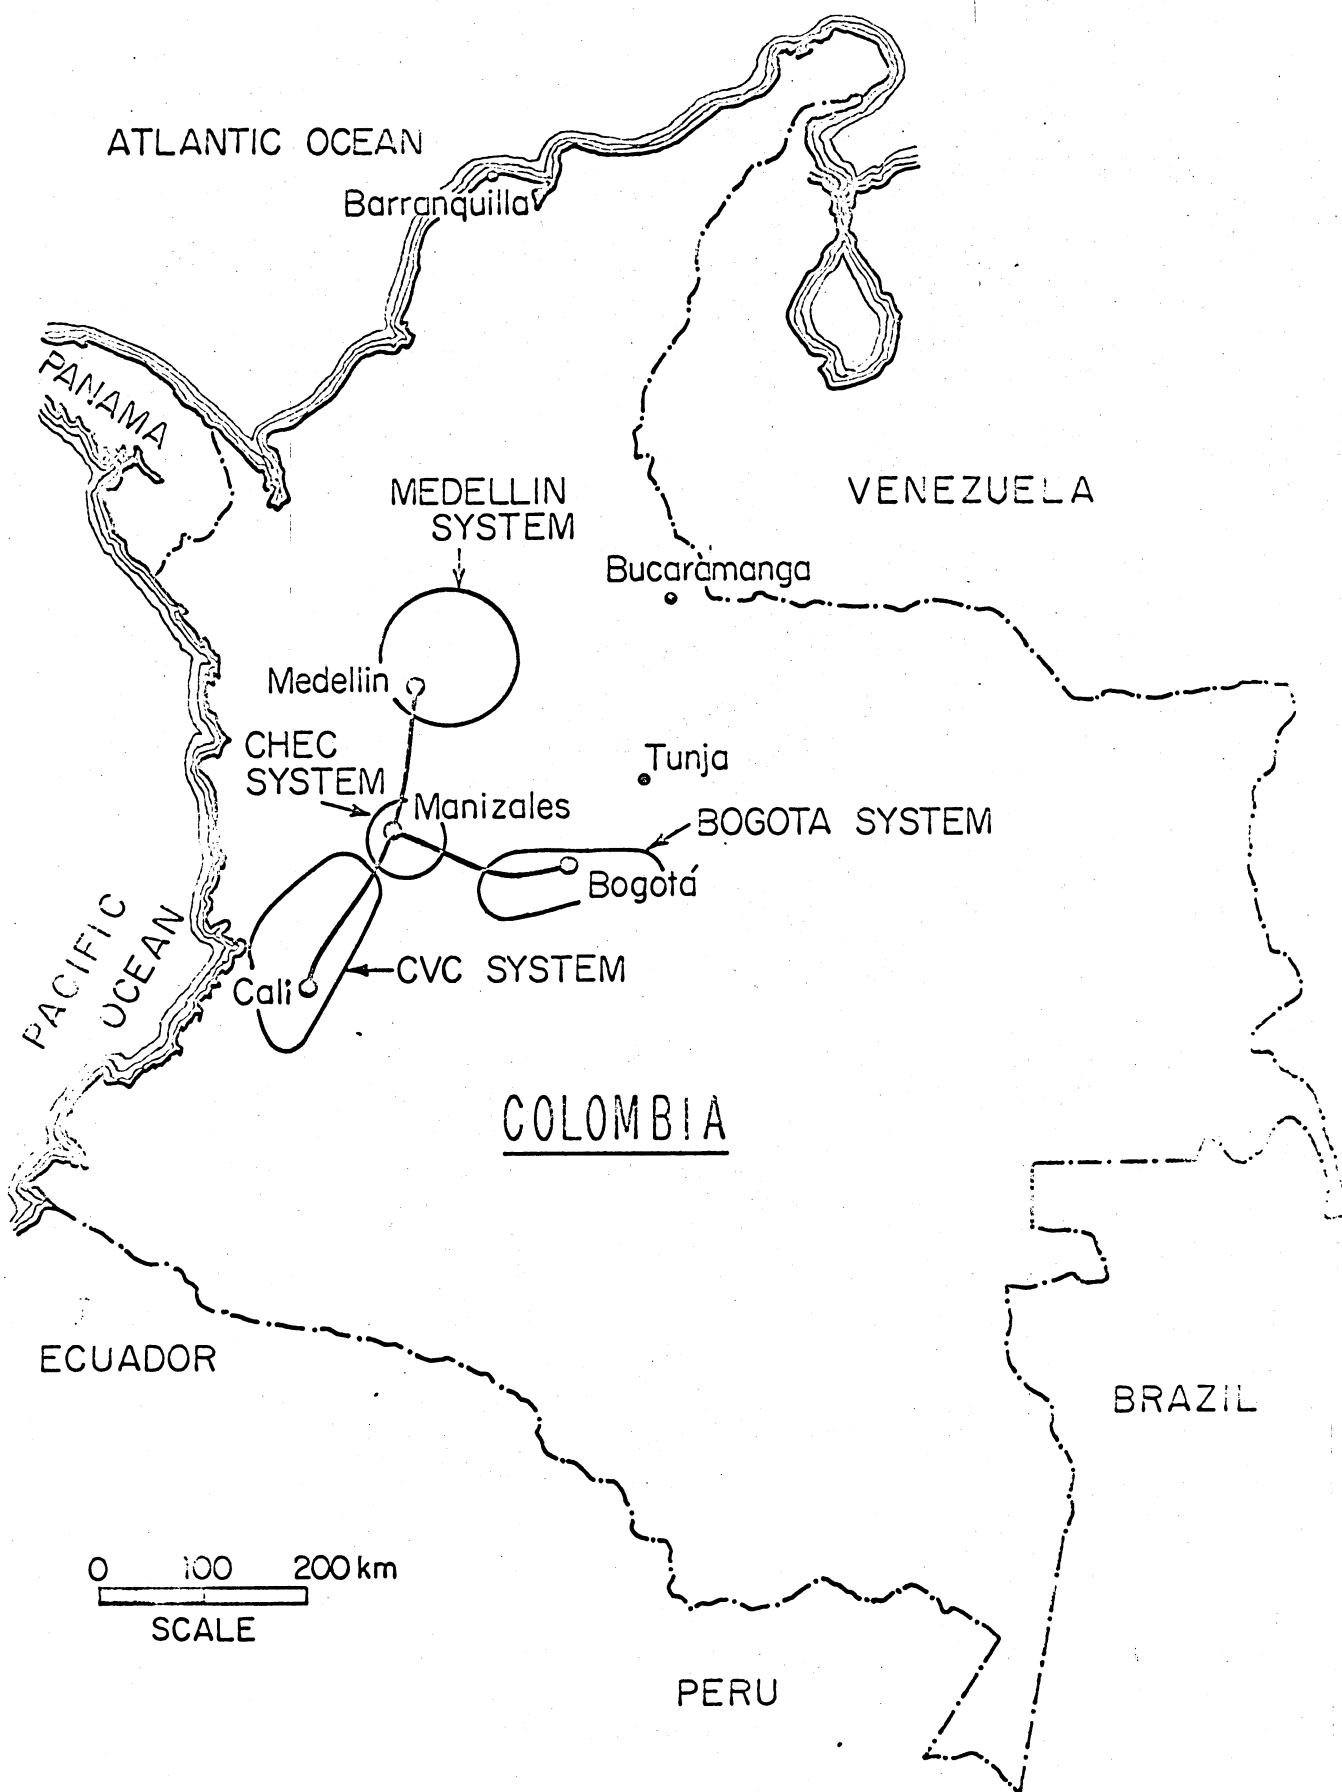 ATLANTIC OCEAN
Barranquilla
PANAMA
MEDELLIN
SYSTEM
VENEZUELA
Bucaramanga
Medellin
CHEC
SYSTEM
Tunja
Manizales
BOGOTA SYSTEM
Bogotá
PACIFIC
OCEAN
CVC SYSTEM
Cali
COLOMBIA
ECUADOR
BRAZIL
0 100 200 km
SCALE
PERU